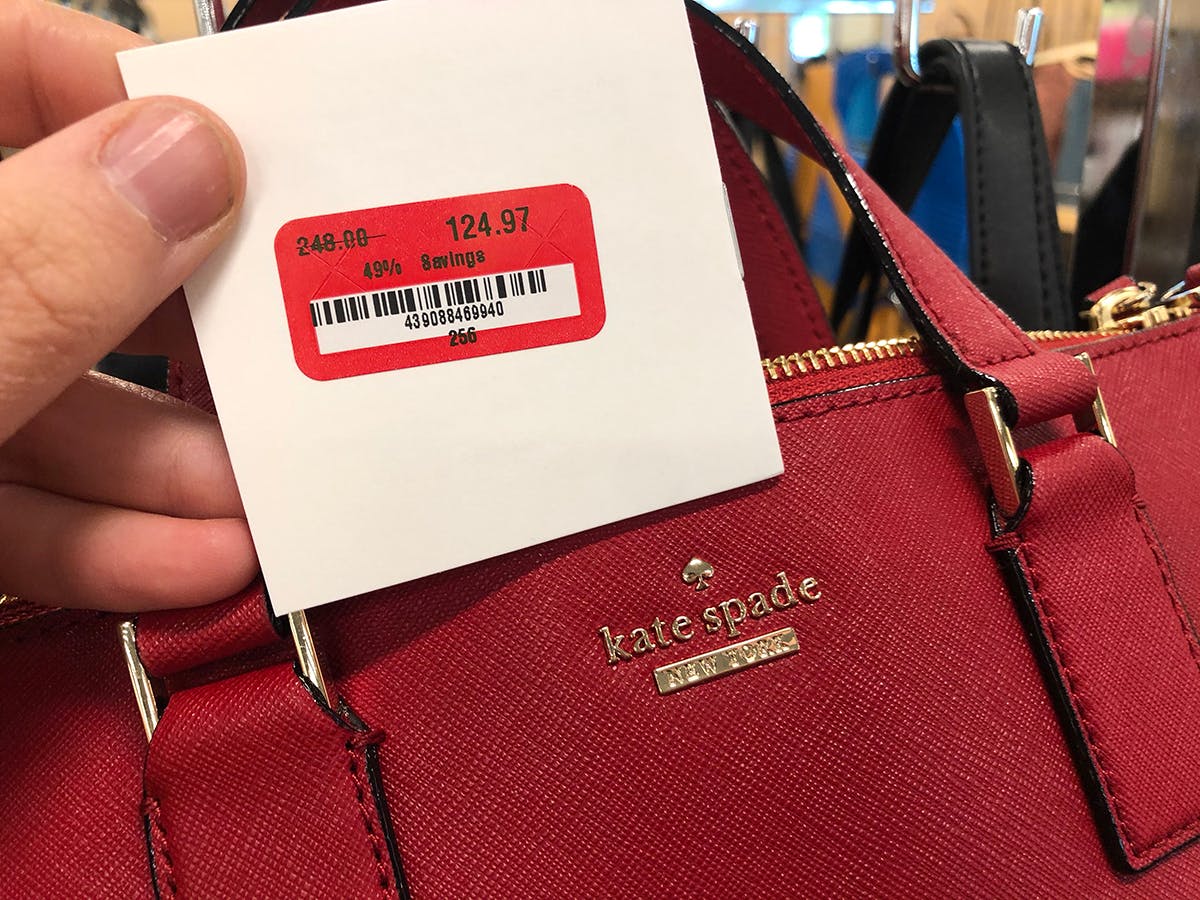 248.00 124.97
49% Savings
439088469940
256
kate spade
NEW YORK